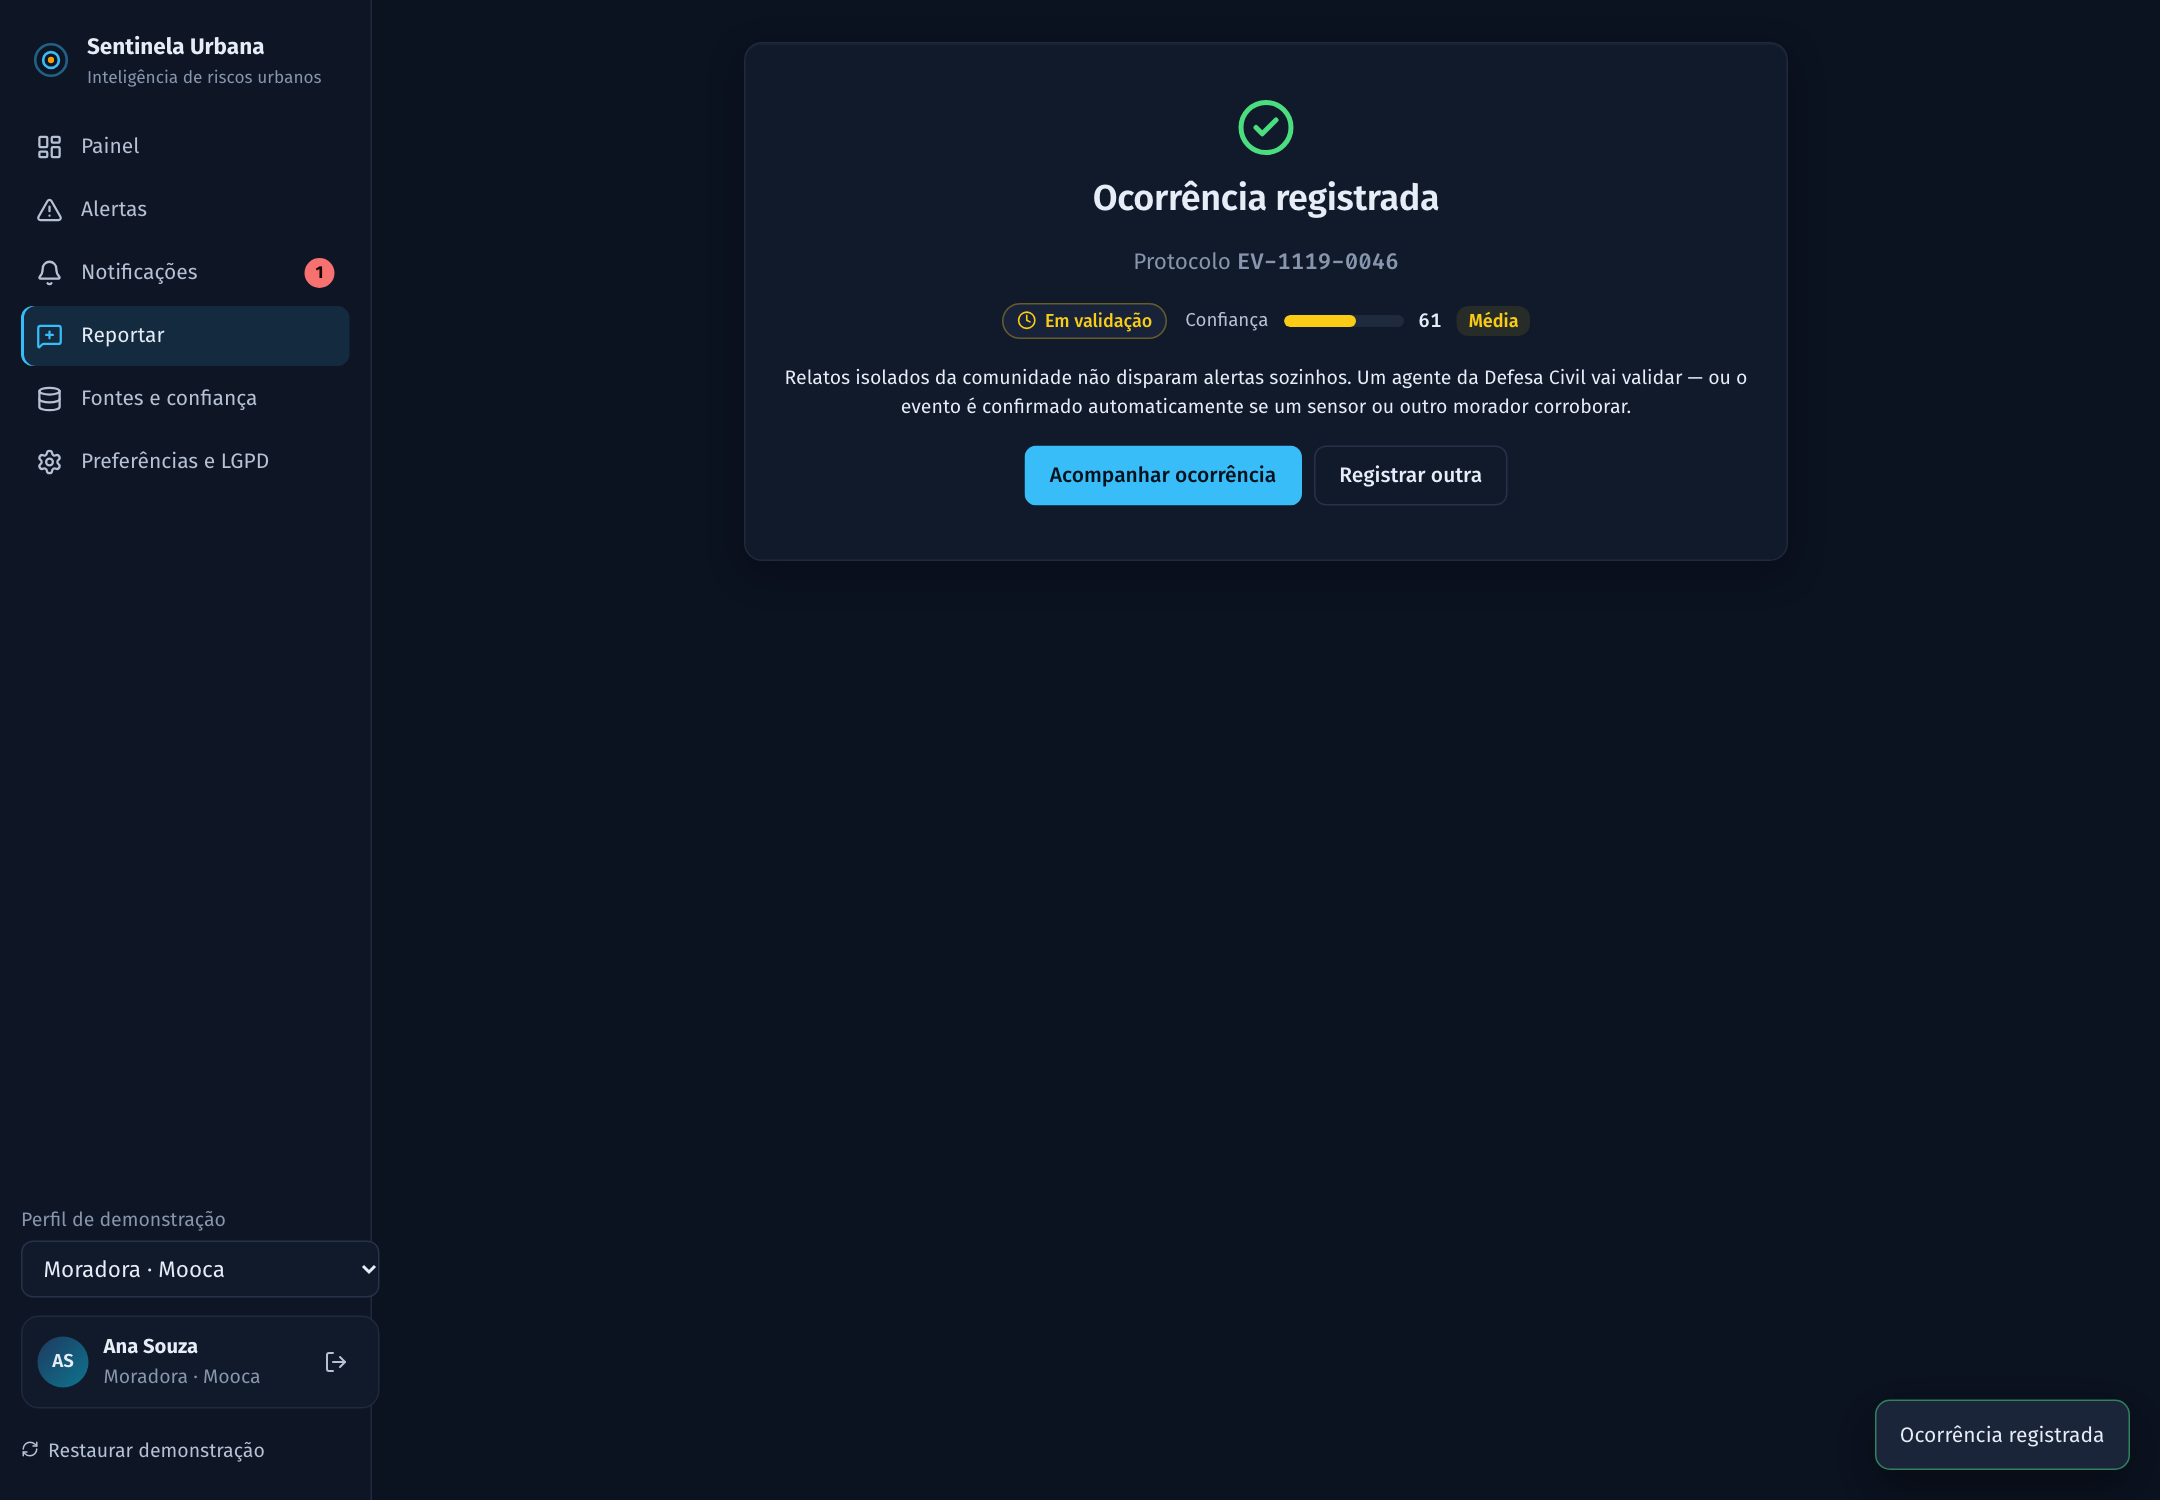 Sentinela Urbana
Inteligência de riscos urbanos
Painel
Alertas
Notificações 1
Reportar
Fontes e confiança
Preferências e LGPD
Perfil de demonstração
Moradora · Mooca
AS
Ana Souza
Moradora · Mooca
Restaurar demonstração
Ocorrência registrada
Protocolo EV-1119-0046
Em validação Confiança 61 Média
Relatos isolados da comunidade não disparam alertas sozinhos. Um agente da Defesa Civil vai validar — ou o
evento é confirmado automaticamente se um sensor ou outro morador corroborar.
Acompanhar ocorrência Registrar outra
Ocorrência registrada